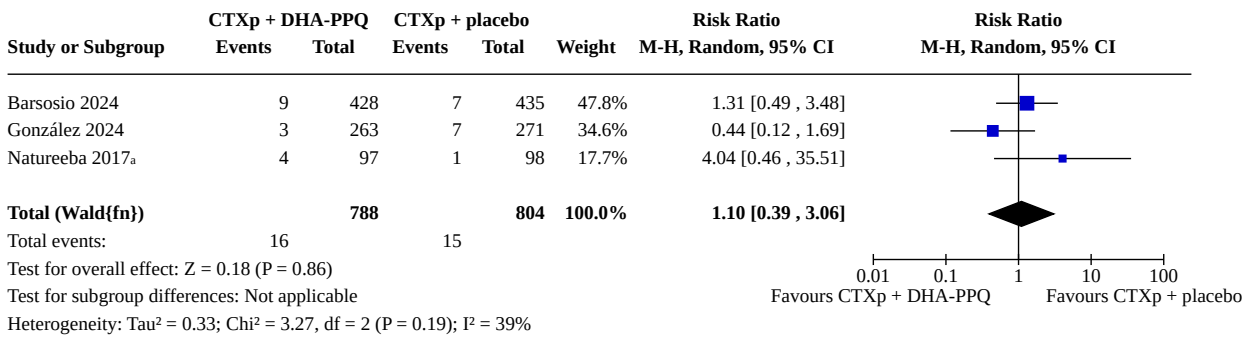 CTXp + DHA-PPQ CTXp + placebo Risk Ratio Risk Ratio
Study or Subgroup Events Total Events Total Weight M-H, Random, 95% CI M-H, Random, 95% CI
Barsosio 2024 9 428 7 435 47.8% 1.31 [0.49 , 3.48]
González 2024 3 263 7 271 34.6% 0.44 [0.12 , 1.69]
Natureeba 2017a 4 97 1 98 17.7% 4.04 [0.46 , 35.51]
Total (Wald{fn}) 788 804 100.0% 1.10 [0.39 , 3.06]
Total events: 16 15
Test for overall effect: Z = 0.18 (P = 0.86) 0.01 0.1 1 10 100
Test for subgroup differences: Not applicable Favours CTXp + DHA-PPQ Favours CTXp + placebo
Heterogeneity: Tau² = 0.33; Chi² = 3.27, df = 2 (P = 0.19); I² = 39%